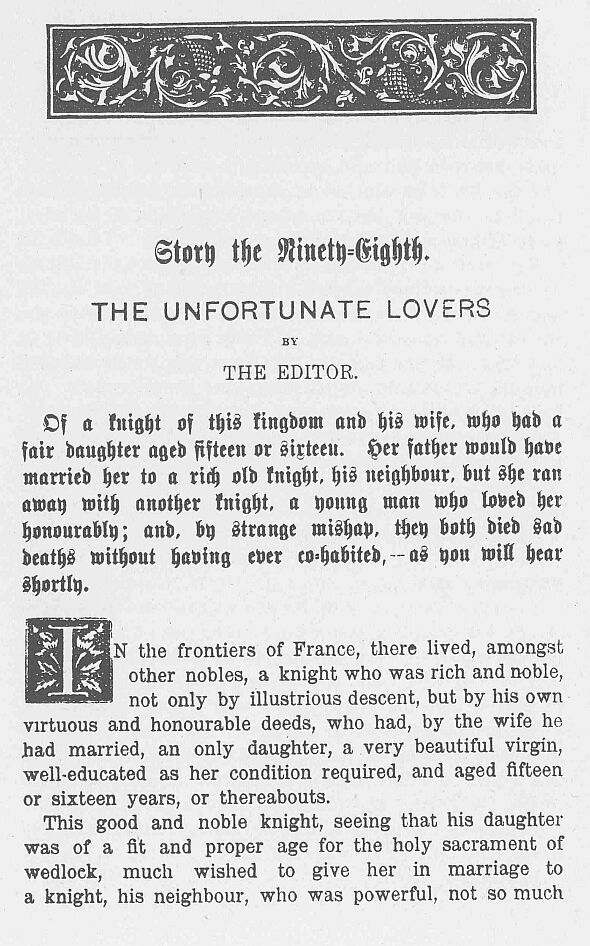 Story the Ninety-Eighth.
THE UNFORTUNATE LOVERS
BY
THE EDITOR.
Of a knight of this kingdom and his wife, who had a
fair daughter aged fifteen or sixteen. Her father would have
married her to a rich old knight, his neighbour, but she ran
away with another knight, a young man who loved her
honourably; and, by strange mishap, they both died sad
deaths without having ever co-habited,—as you will hear
shortly.
IN the frontiers of France, there lived, amongst
other nobles, a knight who was rich and noble,
not only by illustrious descent, but by his own
virtuous and honourable deeds, who had, by the wife he
had married, an only daughter, a very beautiful virgin,
well-educated as her condition required, and aged fifteen
or sixteen years, or thereabouts.
This good and noble knight, seeing that his daughter
was of a fit and proper age for the holy sacrament of
wedlock, much wished to give her in marriage to
a knight, his neighbour, who was powerful, not so much